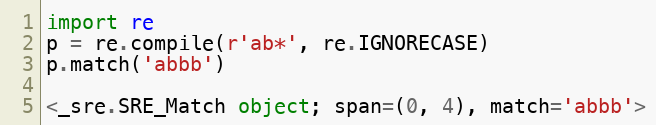 1 import re
2 p = re.compile(r'ab*', re.IGNORECASE)
3 p.match('abbb')
4
5 <_sre.SRE_Match object; span=(0, 4), match='abbb'>